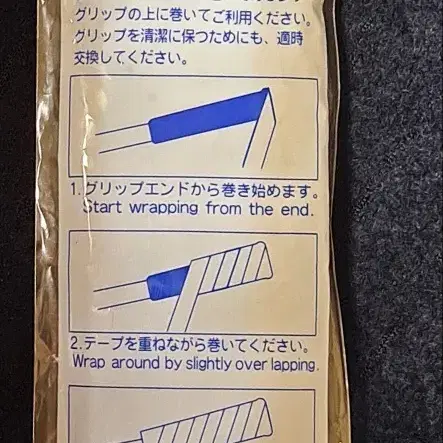 グリップの上に巻いてご利用ください。
グリップを清潔に保つためにも、適時
交換してください。
1.グリップエンドから巻き始めます。
Start wrapping from the end.
2.テープを重ねながら巻いてください。
Wrap around by slightly over lapping.